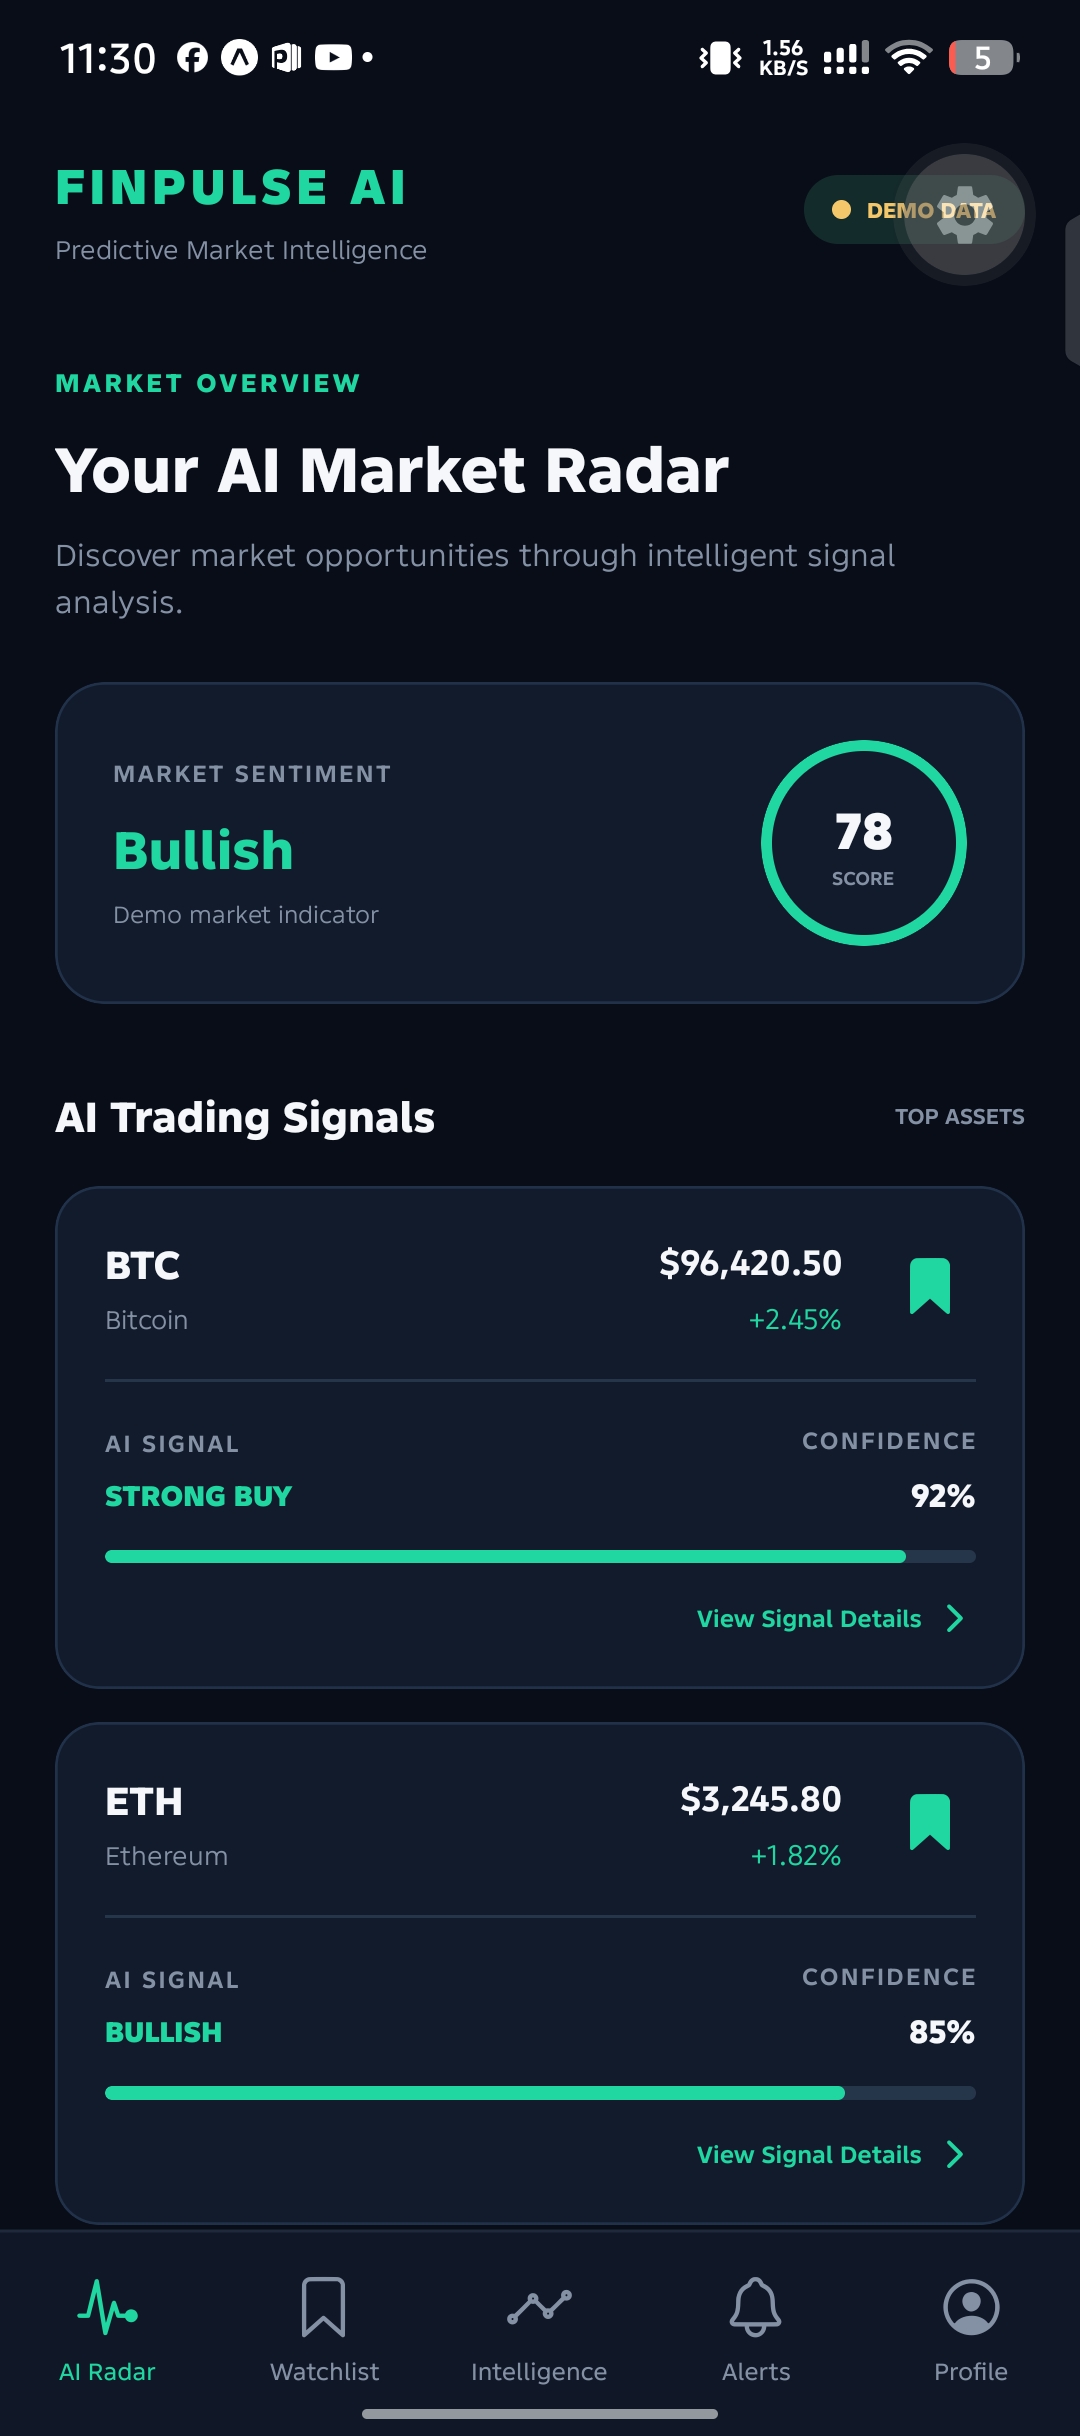 11:30
1.56
KB/S
5
FINPULSE AI
DEMO DATA
Predictive Market Intelligence
MARKET OVERVIEW
Your AI Market Radar
Discover market opportunities through intelligent signal
analysis.
MARKET SENTIMENT
Bullish
Demo market indicator
78
SCORE
AI Trading Signals
TOP ASSETS
BTC
$96,420.50
Bitcoin
+2.45%
AI SIGNAL
CONFIDENCE
STRONG BUY
92%
View Signal Details
ETH
$3,245.80
Ethereum
+1.82%
AI SIGNAL
CONFIDENCE
BULLISH
85%
View Signal Details
AI Radar
Watchlist
Intelligence
Alerts
Profile